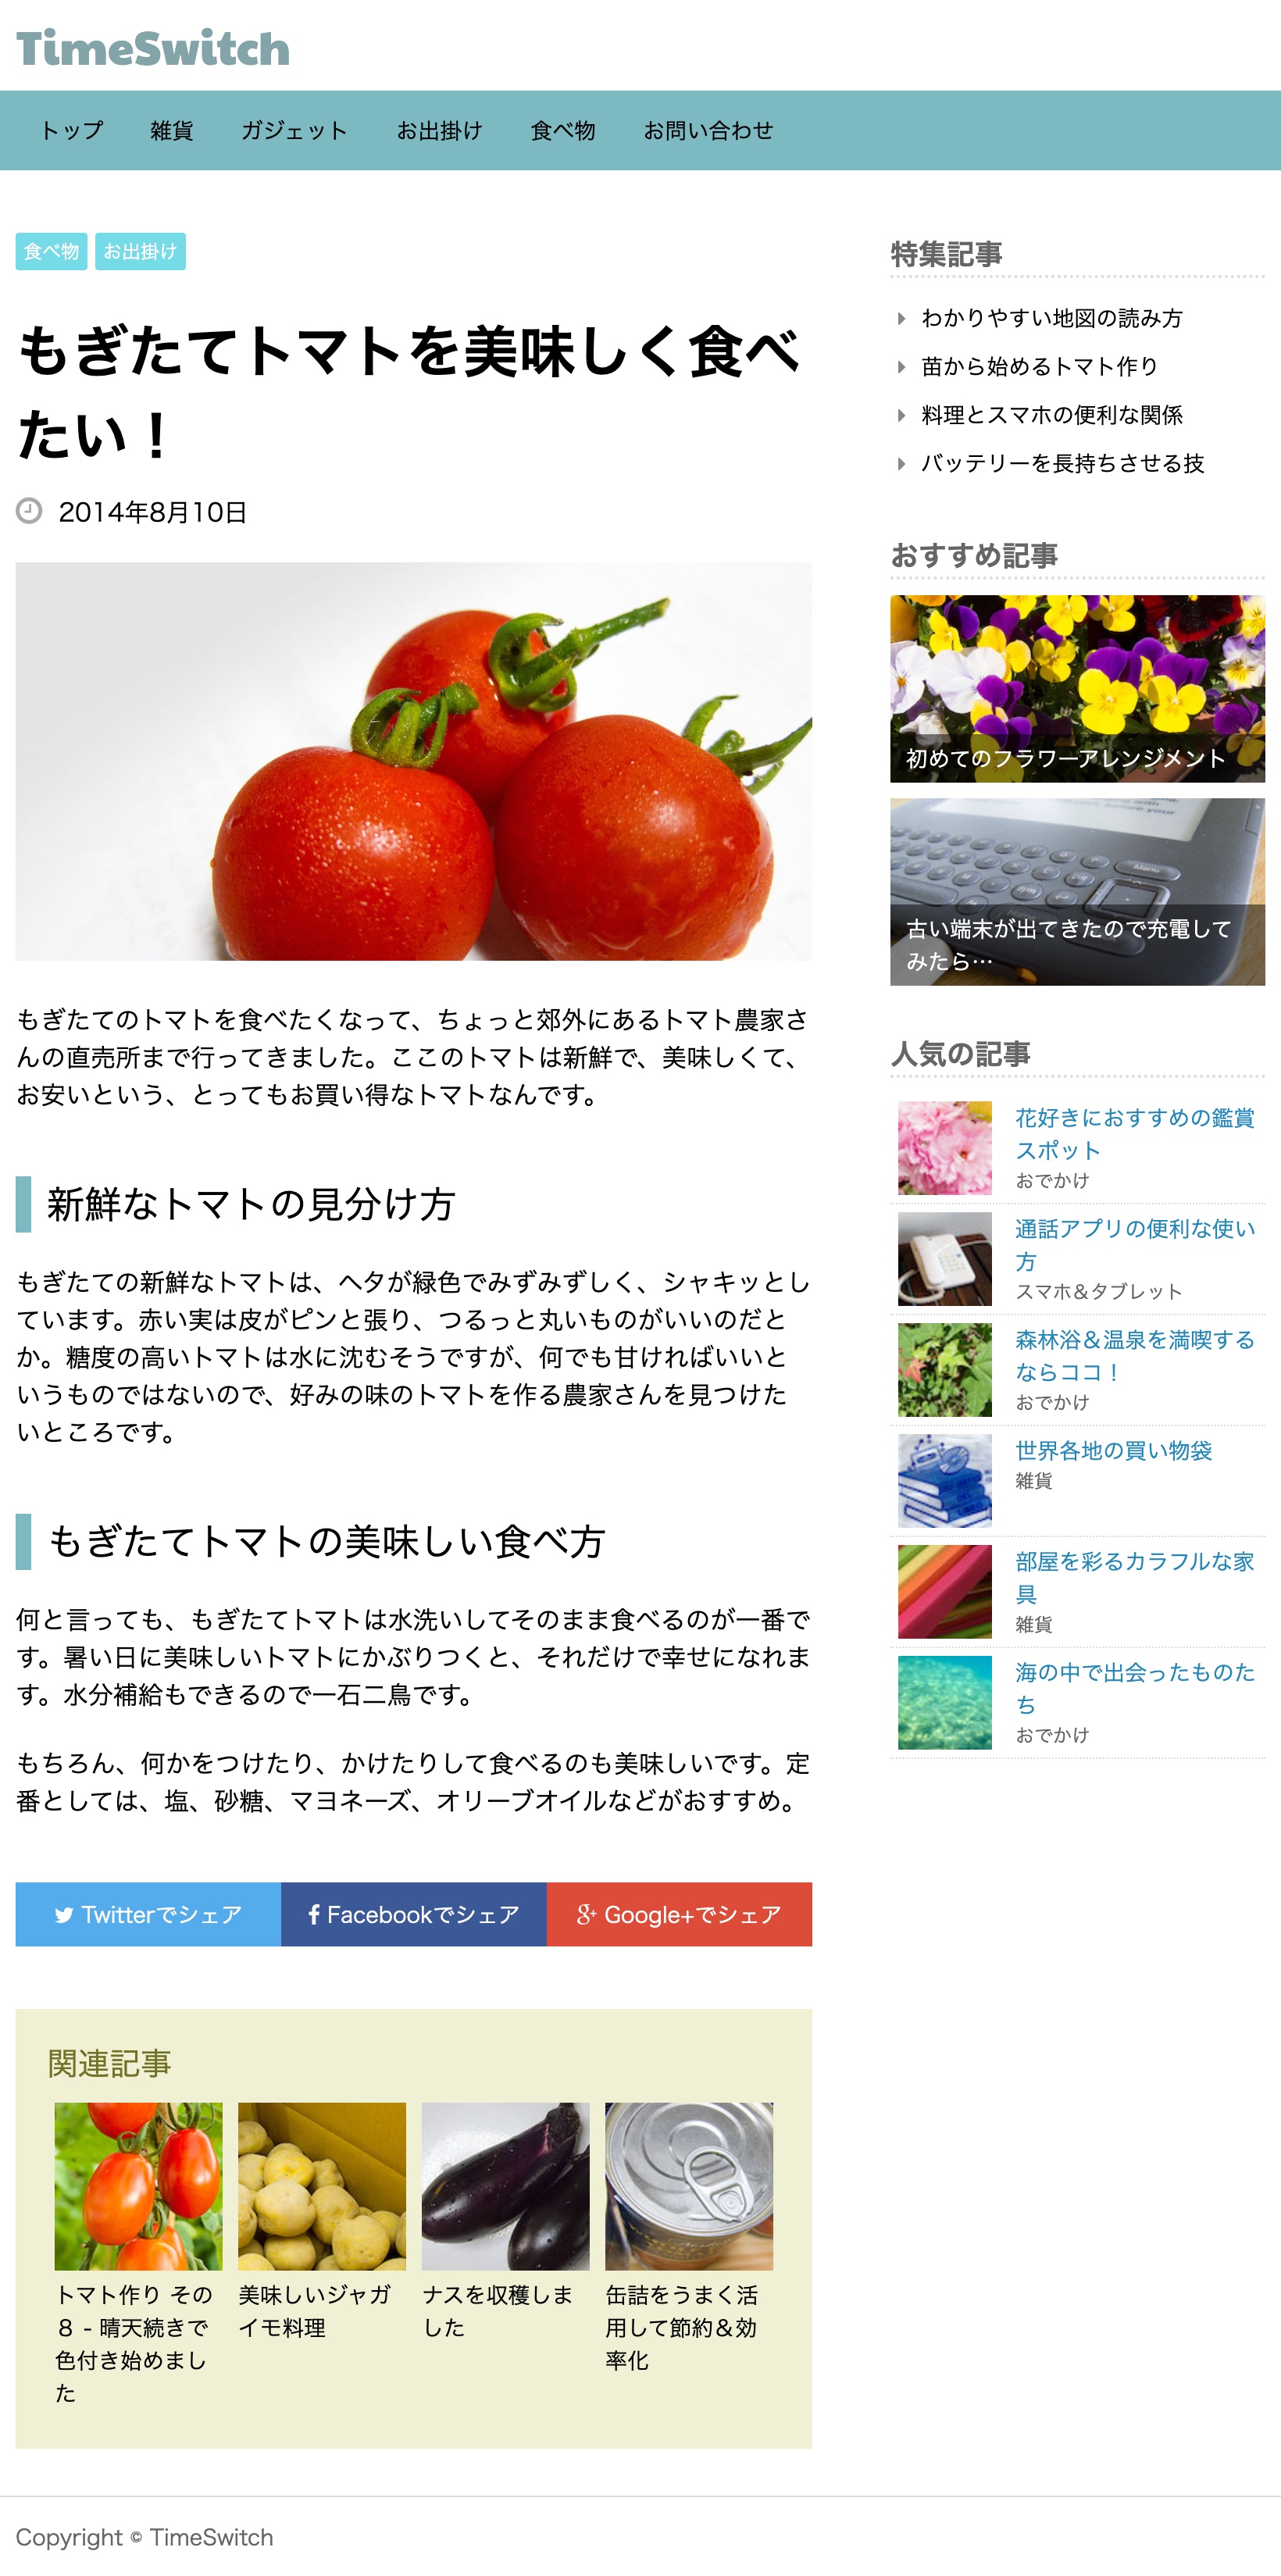 TimeSwitch
トップ 雑貨 ガジェット お出掛け 食べ物 お問い合わせ
食べ物 お出掛け
もぎたてトマトを美味しく食べ
たい！
2014年8月10日
もぎたてのトマトを食べたくなって、ちょっと郊外にあるトマト農家さ
んの直売所まで行ってきました。ここのトマトは新鮮で、美味しくて、
お安いという、とってもお買い得なトマトなんです。
新鮮なトマトの見分け方
もぎたての新鮮なトマトは、ヘタが緑色でみずみずしく、シャキッとし
ています。赤い実は皮がピンと張り、つるっと丸いものがいいのだと
か。糖度の高いトマトは水に沈むそうですが、何でも甘ければいいと
いうものではないので、好みの味のトマトを作る農家さんを見つけた
いところです。
もぎたてトマトの美味しい食べ方
何と言っても、もぎたてトマトは水洗いしてそのまま食べるのが一番で
す。暑い日に美味しいトマトにかぶりつくと、それだけで幸せになれま
す。水分補給もできるので一石二鳥です。
もちろん、何かをつけたり、かけたりして食べるのも美味しいです。定
番としては、塩、砂糖、マヨネーズ、オリーブオイルなどがおすすめ。
Twitterでシェア Facebookでシェア Google+でシェア
関連記事
トマト作り その
８ - 晴天続きで
色付き始めまし
た
美味しいジャガ
イモ料理
ナスを収穫しま
した
缶詰をうまく活
用して節約＆効
率化
特集記事
わかりやすい地図の読み方
苗から始めるトマト作り
料理とスマホの便利な関係
バッテリーを長持ちさせる技
おすすめ記事
初めてのフラワーアレンジメント
Menu
古い端末が出てきたので充電して
みたら…
人気の記事
花好きにおすすめの鑑賞
スポット
おでかけ
通話アプリの便利な使い
方
スマホ＆タブレット
森林浴＆温泉を満喫する
ならココ！
おでかけ
世界各地の買い物袋
雑貨
部屋を彩るカラフルな家
具
雑貨
海の中で出会ったものた
ち
おでかけ
Copyright © TimeSwitch